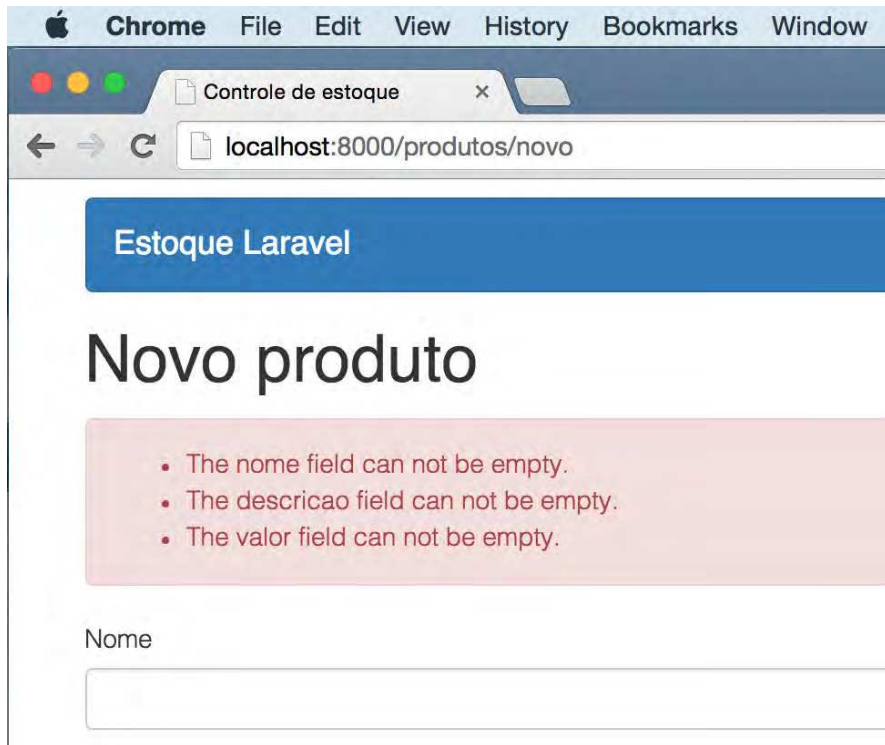 Chrome File Edit View History Bookmarks Window
Controle de estoque
localhost:8000/produtos/novo
Estoque Laravel
Novo produto
• The nome field can not be empty.
• The descricao field can not be empty.
• The valor field can not be empty.
Nome